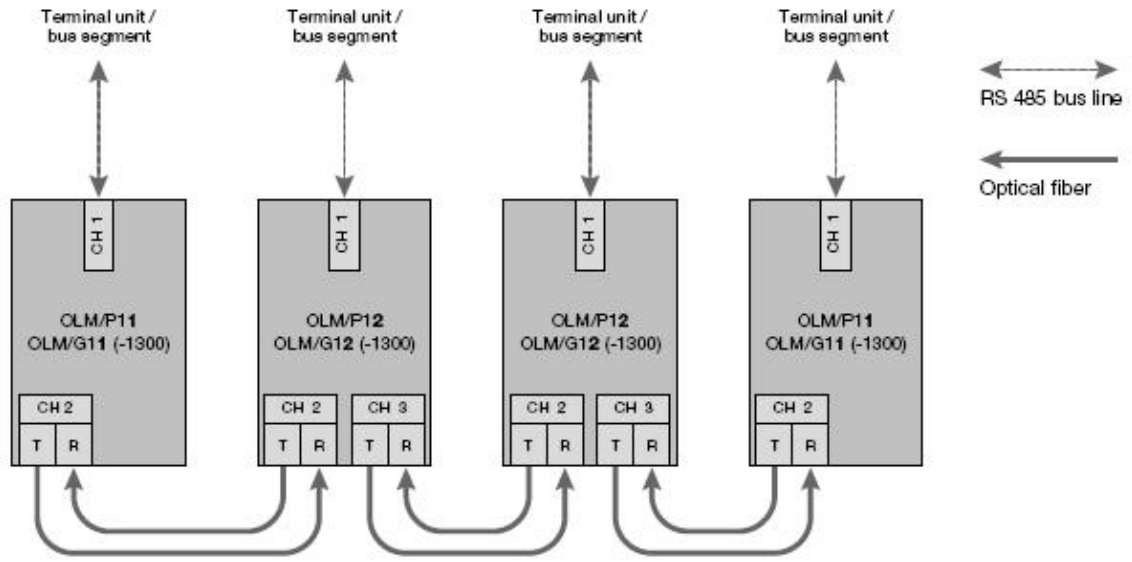 Terminal unit /
bus segment
Terminal unit /
bus segment
Terminal unit /
bus segment
Terminal unit /
bus segment
RS 485 bus line
Optical fiber
CH 1
CH 1
CH 1
CH 1
OLM/P11
OLM/G11 (-1300)
OLM/P12
OLM/G12 (-1300)
OLM/P12
OLM/G12 (-1300)
OLM/P11
OLM/G11 (-1300)
CH 2
T R
CH 2
T R
CH 3
T R
CH 2
T R
CH 3
T R
CH 2
T R